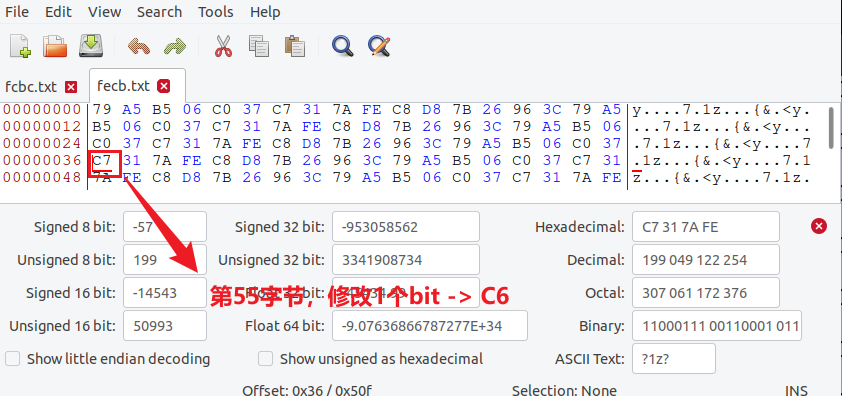 File Edit View Search Tools Help
fcbc.txt fecb.txt
00000000 79 A5 B5 06 C0 37 C7 31 7A FE C8 D8 7B 26 96 3C 79 A5 y....7.1z...{&.<y.
00000012 B5 06 C0 37 C7 31 7A FE C8 D8 7B 26 96 3C 79 A5 B5 06 ...7.1z...{&.<y...
00000024 C0 37 C7 31 7A FE C8 D8 7B 26 96 3C 79 A5 B5 06 C0 37 .7.1z...{&.<y....7
00000036 C7 31 7A FE C8 D8 7B 26 96 3C 79 A5 B5 06 C0 37 C7 31 .1z...{&.<y....7.1
00000048 7A FE C8 D8 7B 26 96 3C 79 A5 B5 06 C0 37 C7 31 7A FE z...{&.<y....7.1z.
Signed 8 bit: -57 Signed 32 bit: -953058562 Hexadecimal: C7 31 7A FE
Unsigned 8 bit: 199 Unsigned 32 bit: 3341908734 Decimal: 199 049 122 254
Signed 16 bit: -14543 Octal: 307 061 172 376
第55字节，修改1个bit -> C6
Unsigned 16 bit: 50993 Float 64 bit: -9.07636866787277E+34 Binary: 11000111 00110001 011
Show little endian decoding Show unsigned as hexadecimal ASCII Text: ?1z?
Offset: 0x36 / 0x50f Selection: None INS